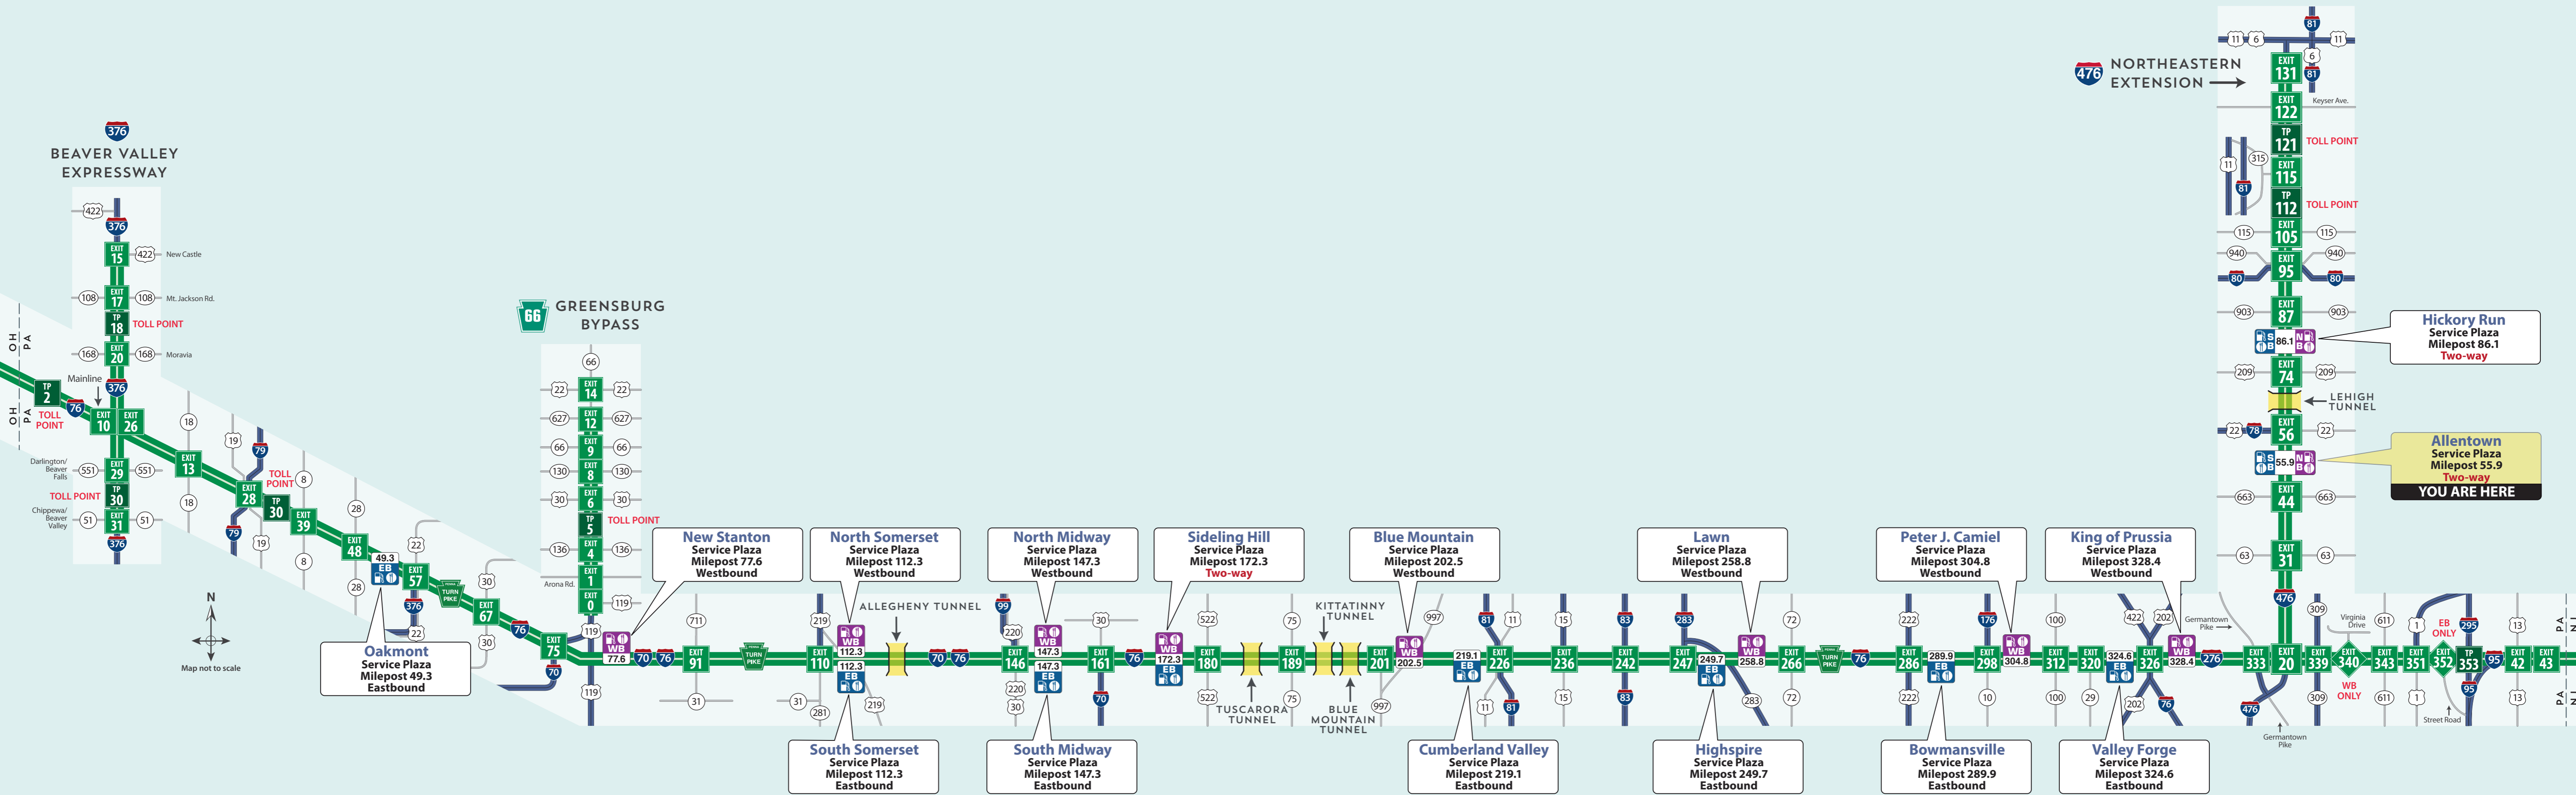 376
BEAVER VALLEY
EXPRESSWAY
422
376
EXIT 15
422
New Castle
108
EXIT 17
108
Mt. Jackson Rd.
TP 18
TOLL POINT
168
EXIT 20
168
Moravia
OH
PA
Mainline
376
TP 2
TOLL
POINT
76
EXIT 10
EXIT 26
OH
PA
Darlington/
Beaver
Falls
551
EXIT 29
551
TOLL POINT
TP 30
Chippewa/
Beaver
Valley
51
EXIT 31
51
376
18
EXIT 13
18
19
79
EXIT 28
79
19
TOLL
POINT
TP 30
8
EXIT 39
8
28
EXIT 48
28
49.3
EB
22
EXIT 57
376
22
PENNA
TURN
PIKE
30
EXIT 67
30
76
EXIT 75
70
N
Map not to scale
Oakmont
Service Plaza
Milepost 49.3
Eastbound
66
GREENSBURG
BYPASS
66
22
EXIT 14
22
627
EXIT 12
627
66
EXIT 9
66
130
EXIT 8
130
30
EXIT 6
30
TP 5
TOLL POINT
136
EXIT 4
136
Arona Rd.
EXIT 1
EXIT 0
119
119
119
New Stanton
Service Plaza
Milepost 77.6
Westbound
WB
77.6
70
76
711
EXIT 91
31
PENNA
TURN
PIKE
North Somerset
Service Plaza
Milepost 112.3
Westbound
219
EXIT 110
31
281
WB
112.3
112.3
EB
219
South Somerset
Service Plaza
Milepost 112.3
Eastbound
ALLEGHENY TUNNEL
70
76
North Midway
Service Plaza
Milepost 147.3
Westbound
99
220
EXIT 146
220
30
WB
147.3
147.3
EB
South Midway
Service Plaza
Milepost 147.3
Eastbound
30
EXIT 161
70
76
Sideling Hill
Service Plaza
Milepost 172.3
Two-way
WB
172.3
EB
522
EXIT 180
522
TUSCARORA
TUNNEL
75
EXIT 189
75
KITTATINNY
TUNNEL
BLUE
MOUNTAIN
TUNNEL
Blue Mountain
Service Plaza
Milepost 202.5
Westbound
EXIT 201
WB
202.5
997
997
219.1
EB
Cumberland Valley
Service Plaza
Milepost 219.1
Eastbound
81
11
EXIT 226
11
81
15
EXIT 236
15
83
EXIT 242
83
283
EXIT 247
249.7
EB
283
Highspire
Service Plaza
Milepost 249.7
Eastbound
Lawn
Service Plaza
Milepost 258.8
Westbound
WB
258.8
72
EXIT 266
72
PENNA
TURN
PIKE
76
222
EXIT 286
222
289.9
EB
Bowmansville
Service Plaza
Milepost 289.9
Eastbound
176
EXIT 298
10
Peter J. Camiel
Service Plaza
Milepost 304.8
Westbound
WB
304.8
100
EXIT 312
100
EXIT 320
29
324.6
EB
Valley Forge
Service Plaza
Milepost 324.6
Eastbound
422
202
EXIT 326
202
76
King of Prussia
Service Plaza
Milepost 328.4
Westbound
WB
328.4
276
Germantown
Pike
EXIT 333
476
Germantown
Pike
476
NORTHEASTERN
EXTENSION
81
11
6
11
6
EXIT 131
81
EXIT 122
Keyser Ave.
TP 121
TOLL POINT
11
315
81
EXIT 115
TP 112
TOLL POINT
115
EXIT 105
115
940
940
EXIT 95
80
80
903
EXIT 87
903
SB
86.1
NB
Hickory Run
Service Plaza
Milepost 86.1
Two-way
209
EXIT 74
209
LEHIGH
TUNNEL
22
78
EXIT 56
22
SB
55.9
NB
Allentown
Service Plaza
Milepost 55.9
Two-way
YOU ARE HERE
663
EXIT 44
663
63
EXIT 31
63
476
EXIT 20
309
EXIT 339
309
Virginia
Drive
EXIT 340
WB
ONLY
611
EXIT 343
611
1
EXIT 351
1
EB
ONLY
EXIT 352
Street Road
295
TP 353
95
95
13
EXIT 42
13
EXIT 43
PA
NJ
PA
NJ